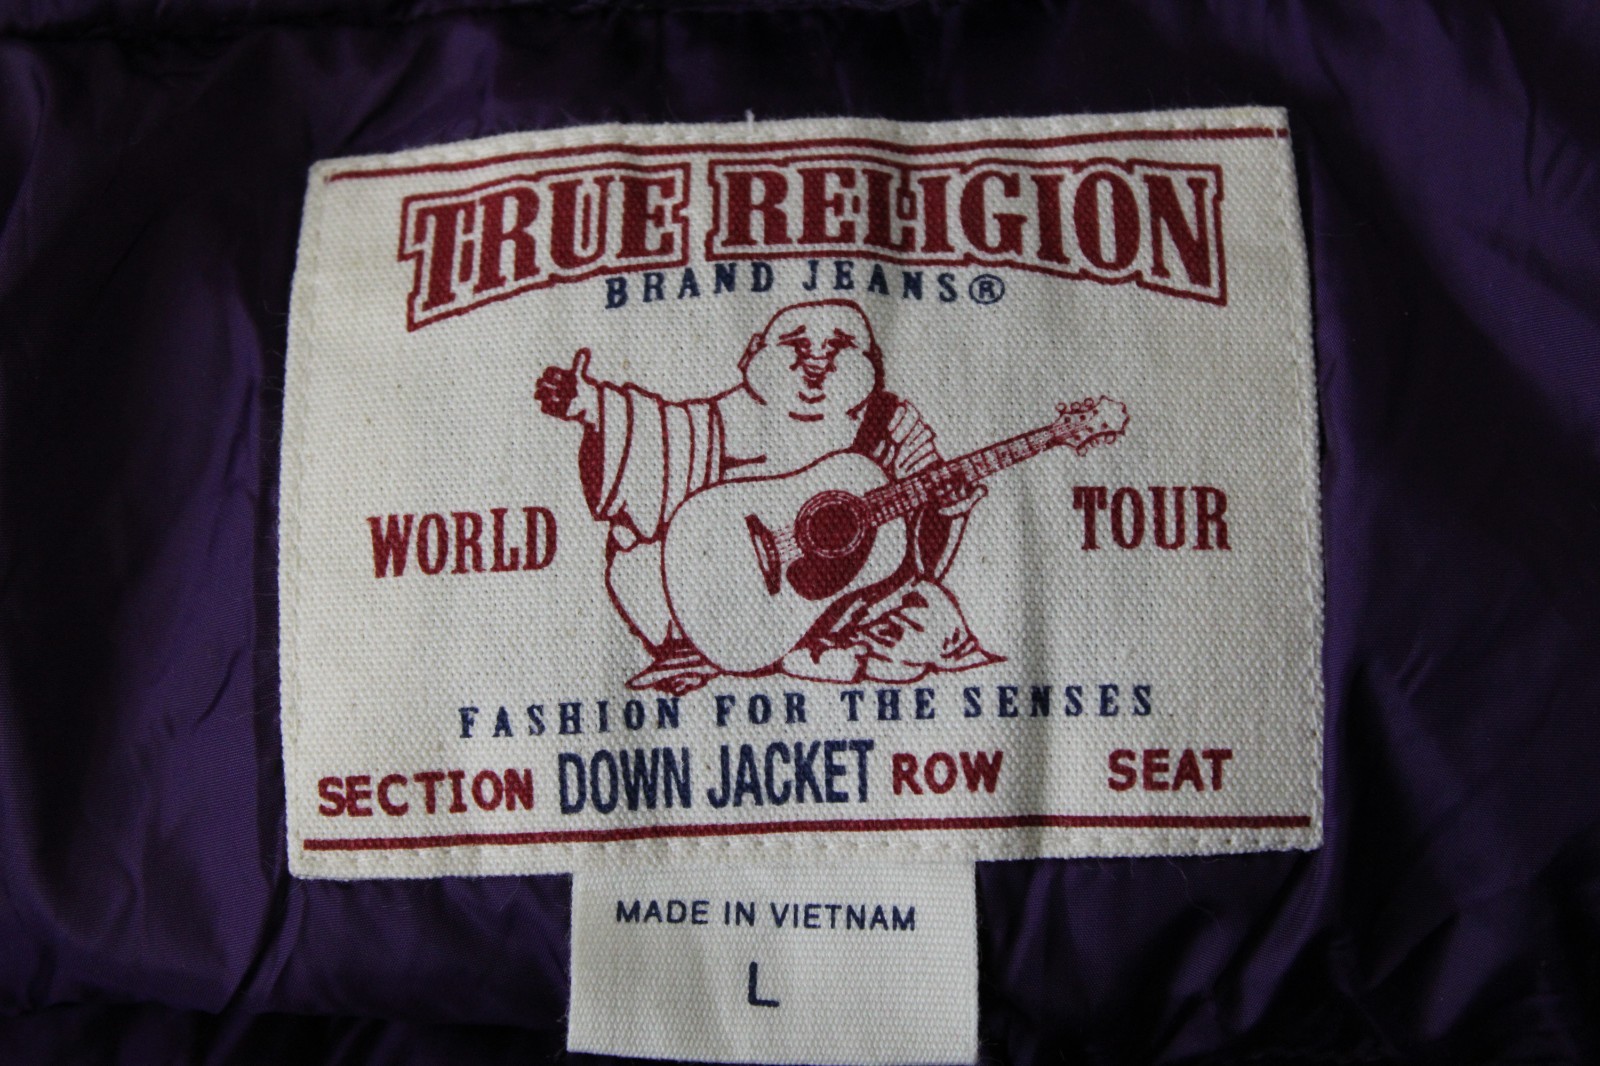 TRUE RELIGION
BRAND JEANS®
WORLD TOUR
FASHION FOR THE SENSES
SECTION DOWN JACKET ROW SEAT
MADE IN VIETNAM
L